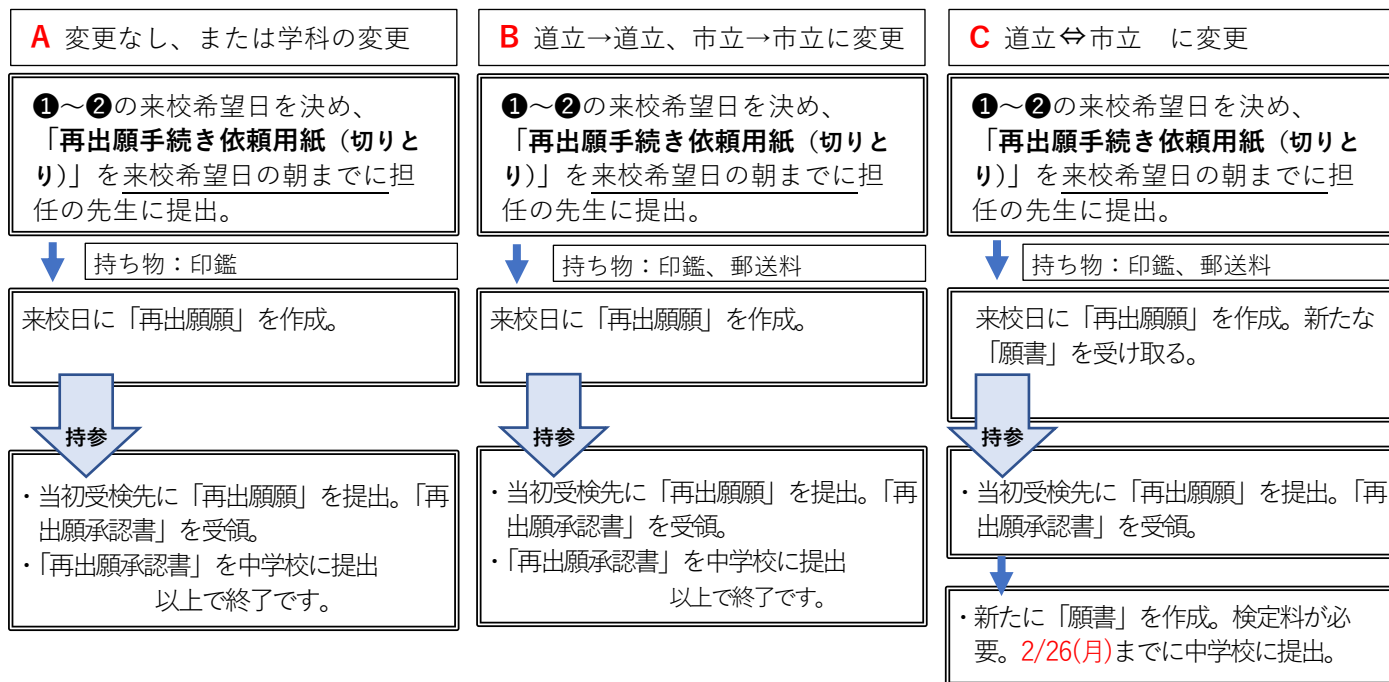 A 変更なし、または学科の変更
❶～❷の来校希望日を決め、
「再出願手続き依頼用紙（切りと
り）」を来校希望日の朝までに担
任の先生に提出。
持ち物：印鑑
来校日に「再出願願」を作成。
持参
・当初受検先に「再出願願」を提出。「再
出願承認書」を受領。
・「再出願承認書」を中学校に提出
以上で終了です。
B 道立→道立、市立→市立に変更
❶～❷の来校希望日を決め、
「再出願手続き依頼用紙（切りと
り）」を来校希望日の朝までに担
任の先生に提出。
持ち物：印鑑、郵送料
来校日に「再出願願」を作成。
持参
・当初受検先に「再出願願」を提出。「再
出願承認書」を受領。
・「再出願承認書」を中学校に提出
以上で終了です。
C 道立⇔市立　に変更
❶～❷の来校希望日を決め、
「再出願手続き依頼用紙（切りと
り）」を来校希望日の朝までに担
任の先生に提出。
持ち物：印鑑、郵送料
来校日に「再出願願」を作成。新たな
「願書」を受け取る。
持参
・当初受検先に「再出願願」を提出。「再
出願承認書」を受領。
・新たに「願書」を作成。検定料が必
要。2/26(月)までに中学校に提出。